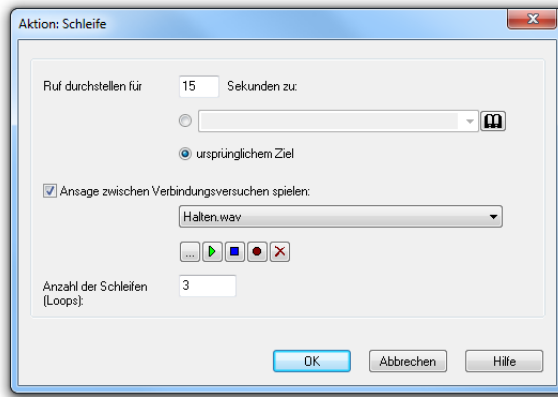 Aktion: Schleife
Ruf durchstellen für 15 Sekunden zu:
ursprünglichem Ziel
Ansage zwischen Verbindungsversuchen spielen:
Halten.wav
...
Anzahl der Schleifen 3
(Loops):
OK Abbrechen Hilfe